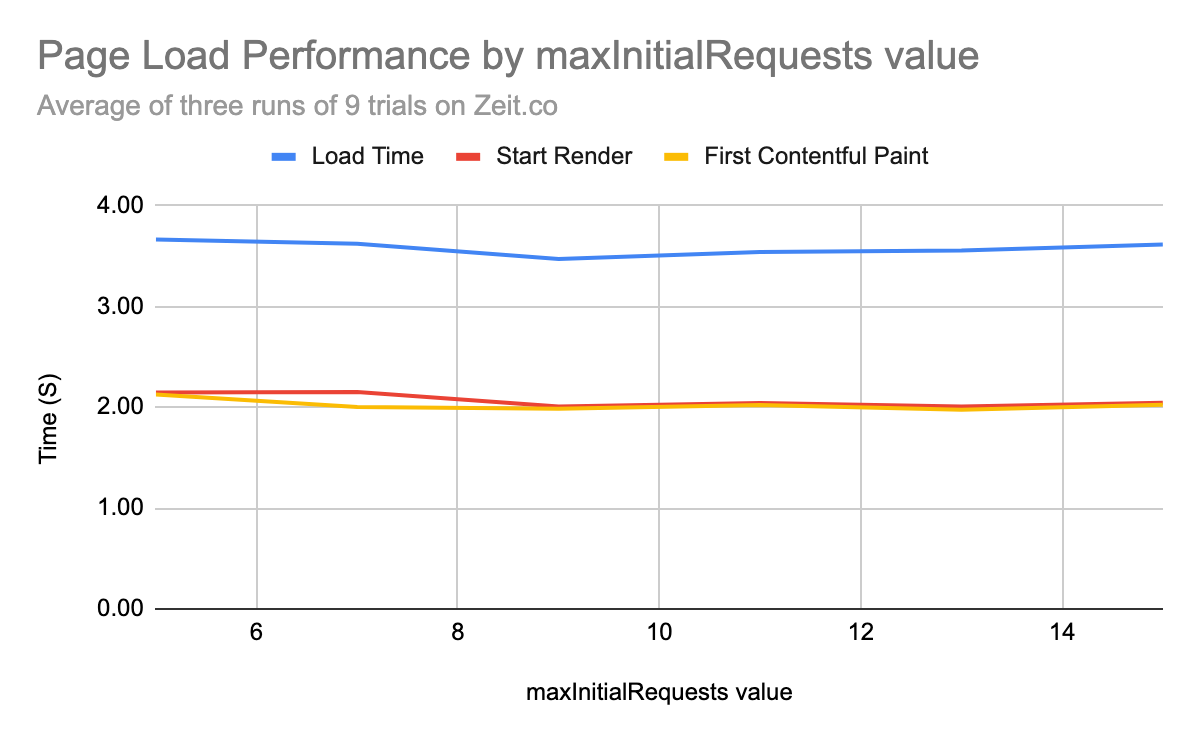 Page Load Performance by maxInitialRequests value
Average of three runs of 9 trials on Zeit.co
Load Time Start Render First Contentful Paint
4.00
3.00
2.00
1.00
0.00
Time (S)
6 8 10 12 14
maxInitialRequests value